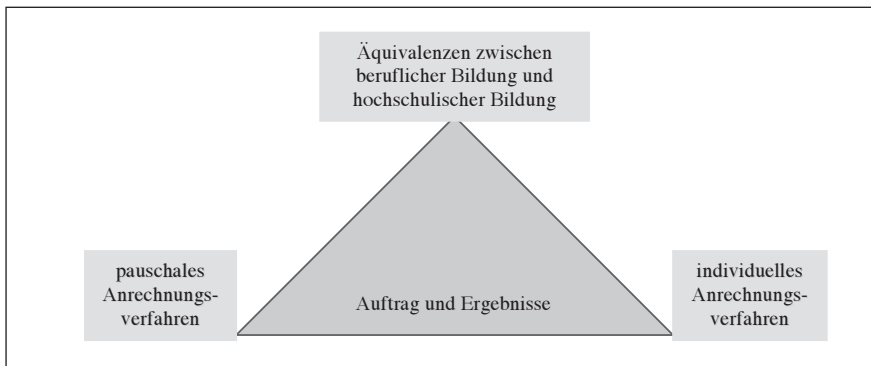 Äquivalenzen zwischen
beruflicher Bildung und
hochschulischer Bildung
pauschales
Anrechnungs-
verfahren
Auftrag und Ergebnisse
individuelles
Anrechnungs-
verfahren